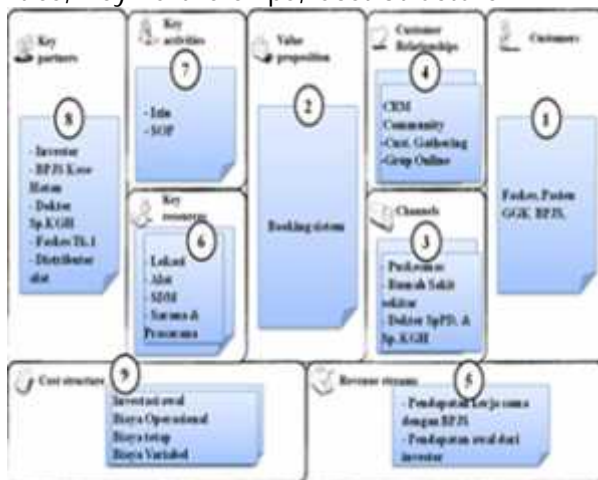 Key
partners
8
- Investor
- BPJS Kese
Hatan
- Dokter
Sp.KGH
- Faskes Tk.1
- Distributor
alat
Key
activities
7
- Izin
- SOP
Key
resources
6
- Lokasi
- Alat
- SDM
- Sarana &
Prasarana
Value
proposition
2
Booking sistem
Customer
Relationships
4
CRM
Community
-Cust. Gathering
-Grup Online
Channels
3
- Puskesmas
- Rumah Sakit
sekitar
- Dokter SpPD, &
Sp.KGH
Customers
1
Faskes, Pasien
GGK, BPJS,
Cost structure
9
Investasi awal
Biaya Operasional
Biaya tetap
Biaya Variabel
Revenue streams
5
- Pendapatan kerja sama
dengan BPJS
- Pendapatan awal dari
investor